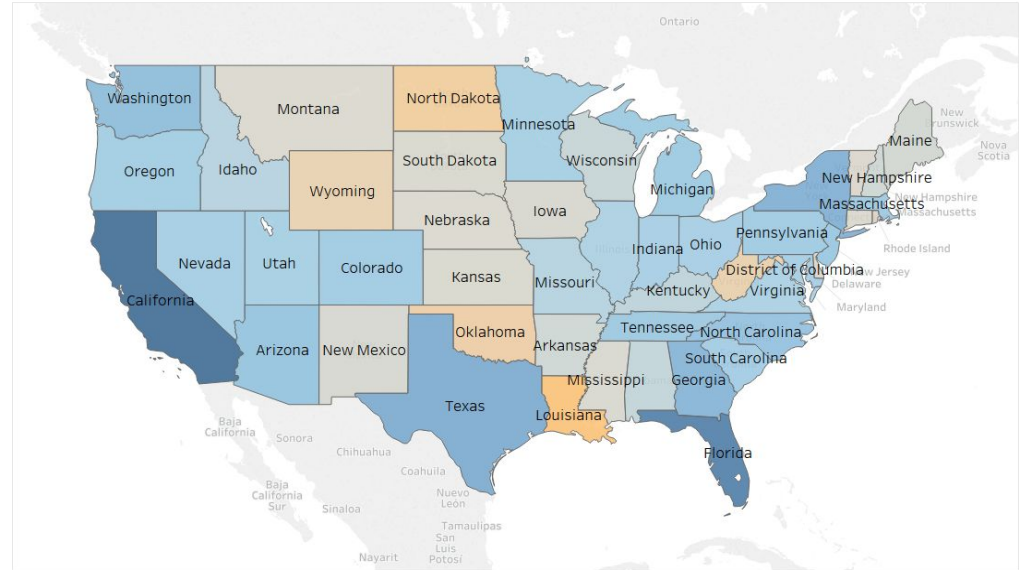 Ontario
Washington
North Dakota
Montana
New
Brunswick
Minnesota
Maine
Nova
Scotia
South Dakota
Wisconsin
Oregon
Idaho
New Hampshire
Michigan
Wyoming
New Hampshire
Massachusetts
Massachusetts
Iowa
Nebraska
Pennsylvania
Indiana
Ohio
Rhode Island
Nevada
Utah
Colorado
District of Columbia
New Jersey
Kansas
Missouri
Delaware
Kentucky
Virginia
California
Maryland
Tennessee
North Carolina
Oklahoma
Arkansas
Arizona
New Mexico
South Carolina
Mississippi
Georgia
Texas
Louisiana
Baja
California
Sonora
Chihuahua
Florida
Coahuila
Baja
California
Sur
Nuevo
León
Sinaloa
Tamaulipas
San
Luis
Potosí
Nayarit